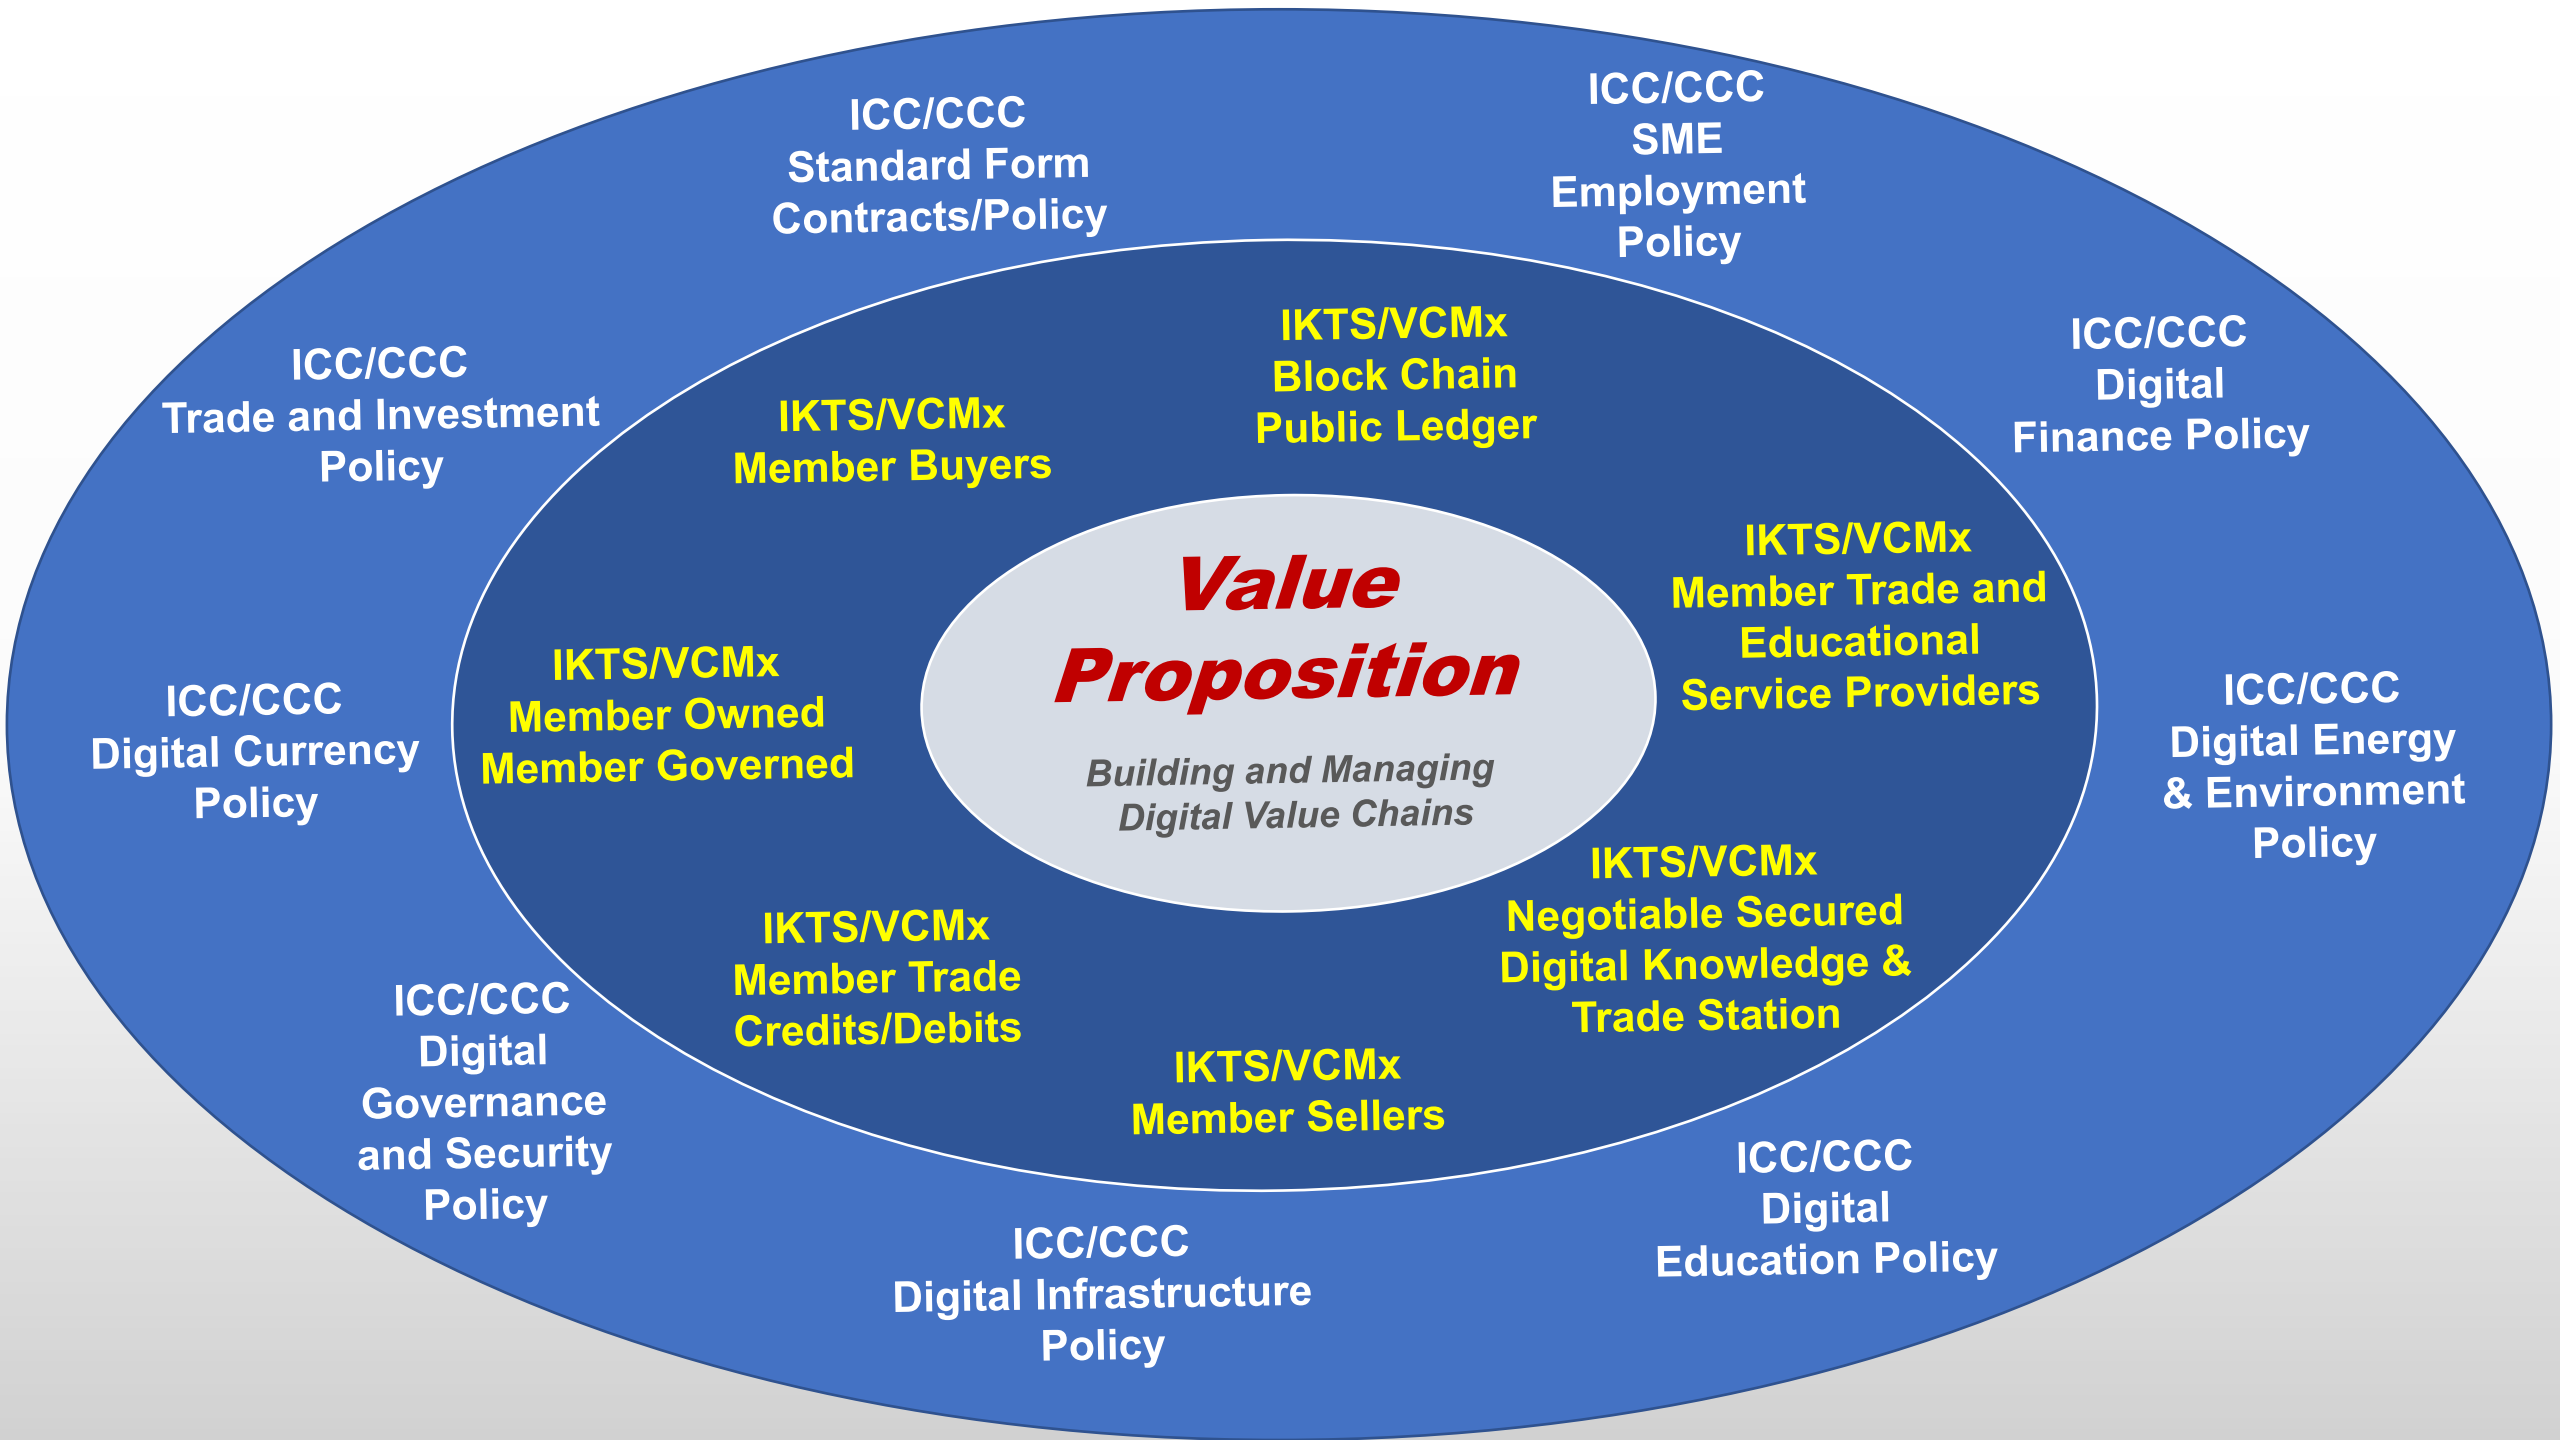 ICC/CCC
Standard Form
Contracts/Policy
ICC/CCC
SME
Employment
Policy
ICC/CCC
Trade and Investment
Policy
ICC/CCC
Digital
Finance Policy
IKTS/VCMx
Member Buyers
IKTS/VCMx
Block Chain
Public Ledger
IKTS/VCMx
Member Trade and
Educational
Service Providers
Value
Proposition
Building and Managing
Digital Value Chains
IKTS/VCMx
Member Owned
Member Governed
ICC/CCC
Digital Currency
Policy
ICC/CCC
Digital Energy
& Environment
Policy
IKTS/VCMx
Negotiable Secured
Digital Knowledge &
Trade Station
IKTS/VCMx
Member Trade
Credits/Debits
IKTS/VCMx
Member Sellers
ICC/CCC
Digital
Governance
and Security
Policy
ICC/CCC
Digital Infrastructure
Policy
ICC/CCC
Digital
Education Policy